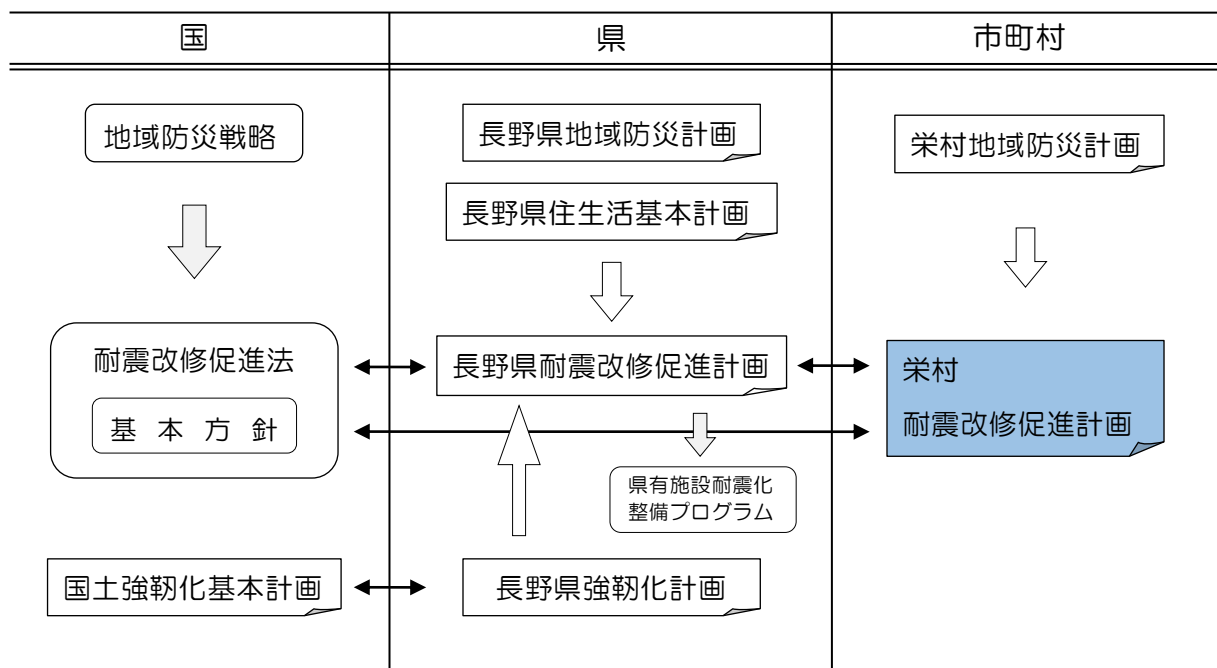 国
県
市町村
地域防災戦略
長野県地域防災計画
栄村地域防災計画
長野県住生活基本計画
耐震改修促進法
基本方針
長野県耐震改修促進計画
栄村
耐震改修促進計画
県有施設耐震化
整備プログラム
国土強靱化基本計画
長野県強靱化計画